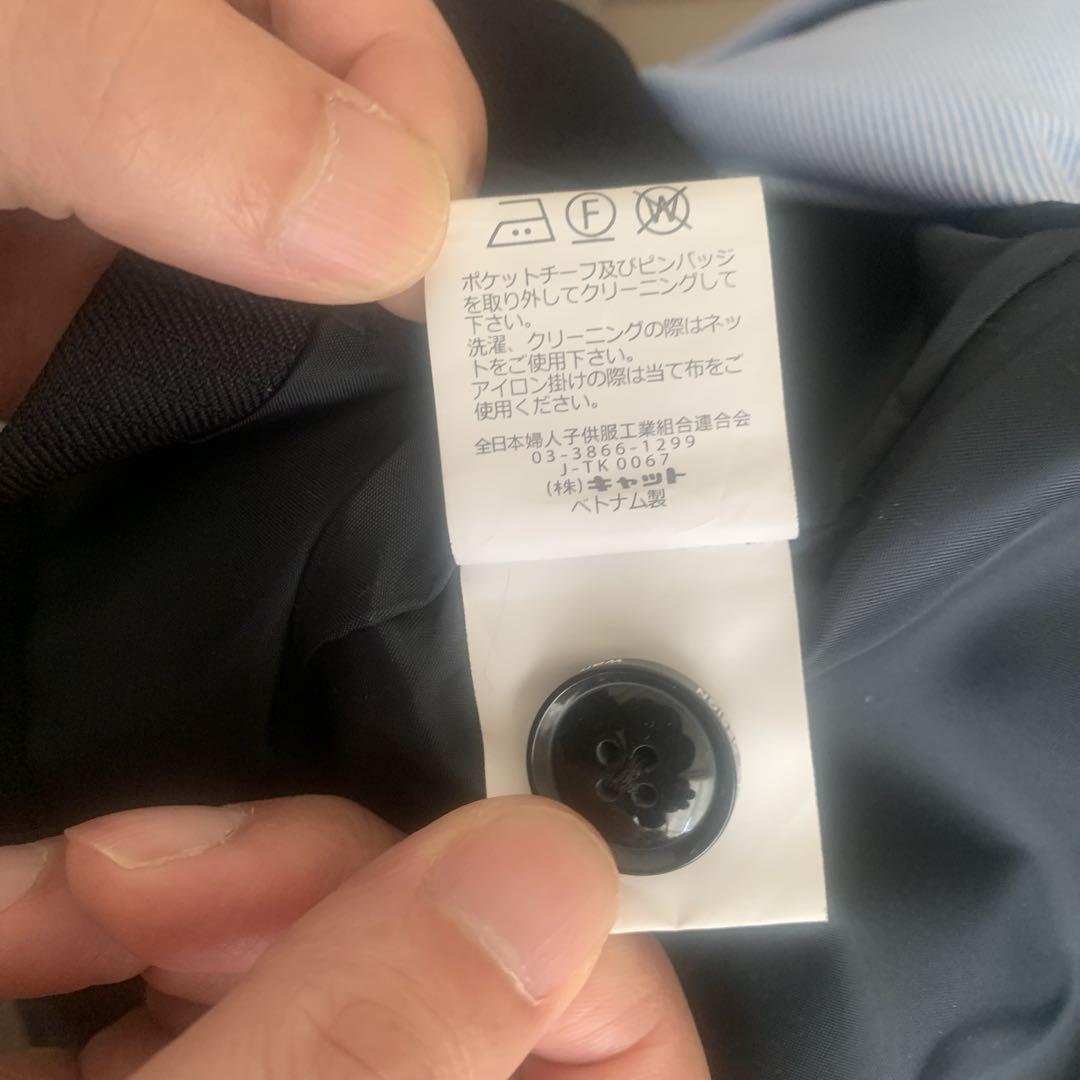 F W
ポケットチーフ及びピンバッジ
を取り外してクリーニングして
下さい。
洗濯、クリーニングの際はネッ
トをご使用下さい。
アイロン掛けの際は当て布をご
使用ください。
全日本婦人子供服工業組合連合会
03-3866-1299
J-TK 0067
(株)キャット
ベトナム製